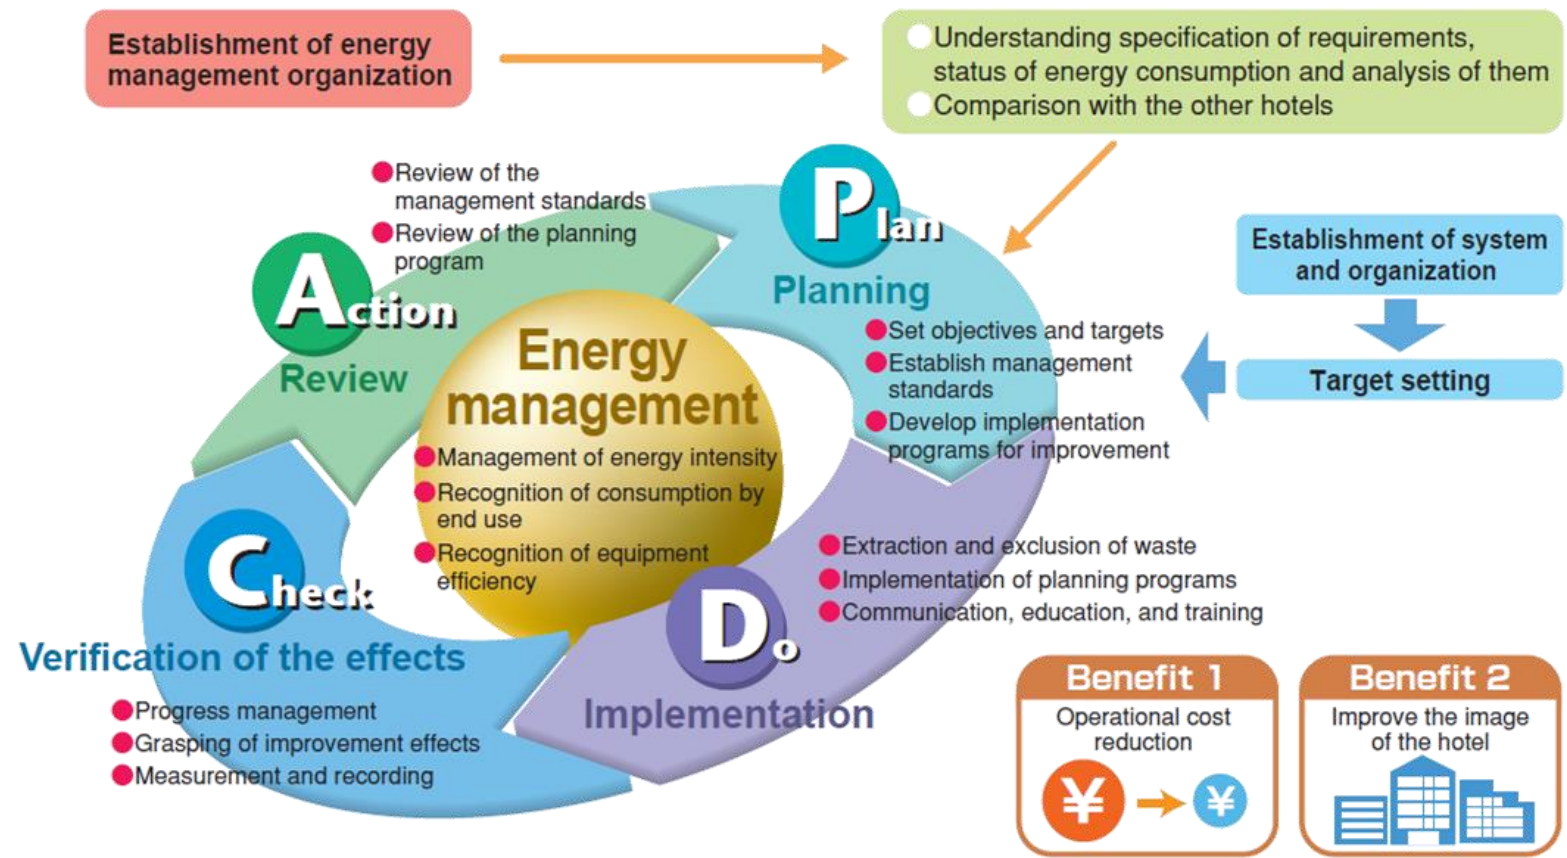 Establishment of energy
management organization
Understanding specification of requirements,
status of energy consumption and analysis of them
Comparison with the other hotels
Review of the
management standards
Review of the planning
program
Action
Review
Plan
Planning
Set objectives and targets
Establish management
standards
Develop implementation
programs for improvement
Establishment of system
and organization
Target setting
Energy
management
Management of energy intensity
Recognition of consumption by
end use
Recognition of equipment
efficiency
Extraction and exclusion of waste
Implementation of planning programs
Communication, education, and training
Do
Implementation
Check
Verification of the effects
Progress management
Grasping of improvement effects
Measurement and recording
Benefit 1
Operational cost
reduction
¥ ¥
Benefit 2
Improve the image
of the hotel